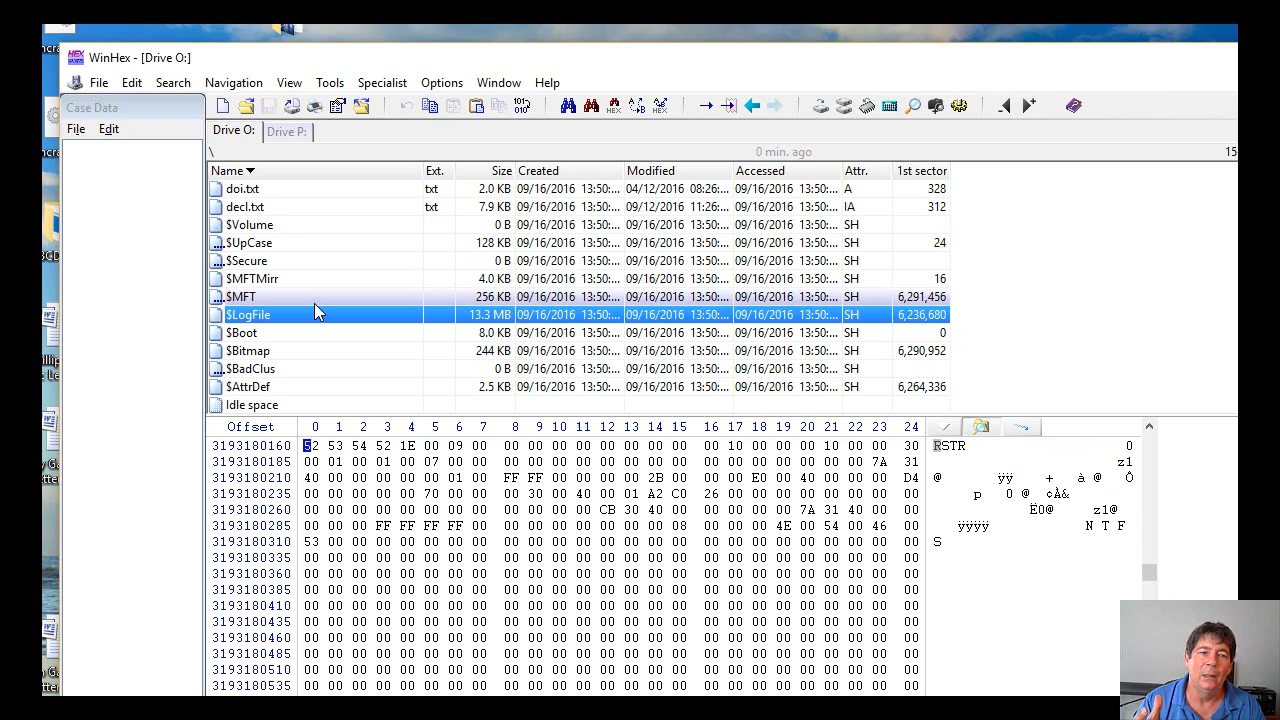 WinHex - [Drive O:]
File Edit Search Navigation View Tools Specialist Options Window Help
Case Data
File Edit
Drive O: Drive P:
\ 0 min. ago 15
Name Ext. Size Created Modified Accessed Attr. 1st sector
doi.txt txt 2.0 KB 09/16/2016 13:50:... 04/12/2016 08:26:... 09/16/2016 13:50:... A 328
decl.txt txt 7.9 KB 09/16/2016 13:50:... 09/12/2016 11:26:... 09/16/2016 13:50:... IA 312
$Volume 0 B 09/16/2016 13:50:... 09/16/2016 13:50:... 09/16/2016 13:50:... SH
$UpCase 128 KB 09/16/2016 13:50:... 09/16/2016 13:50:... 09/16/2016 13:50:... SH 24
$Secure 0 B 09/16/2016 13:50:... 09/16/2016 13:50:... 09/16/2016 13:50:... SH
$MFTMirr 4.0 KB 09/16/2016 13:50:... 09/16/2016 13:50:... 09/16/2016 13:50:... SH 16
$MFT 256 KB 09/16/2016 13:50:... 09/16/2016 13:50:... 09/16/2016 13:50:... SH 6,291,456
$LogFile 13.3 MB 09/16/2016 13:50:... 09/16/2016 13:50:... 09/16/2016 13:50:... SH 6,236,680
$Boot .0 KB 09/16/2016 13:50:... 09/16/2016 13:50:... 09/16/2016 13:50:... SH 0
$Bitmap 244 KB 09/16/2016 13:50:... 09/16/2016 13:50:... 09/16/2016 13:50:... SH 6,290,952
$BadClus 0 B 09/16/2016 13:50:... 09/16/2016 13:50:... 09/16/2016 13:50:... SH
$AttrDef 2.5 KB 09/16/2016 13:50:... 09/16/2016 13:50:... 09/16/2016 13:50:... SH 6,264,336
Idle space
Offset 0 1 2 3 4 5 6 7 8 9 10 11 12 13 14 15 16 17 18 19 20 21 22 23 24
3193180160 52 53 54 52 1E 00 09 00 00 00 00 00 00 00 00 00 00 10 00 00 00 10 00 00 30 RSTR 0
3193180185 00 01 00 01 00 07 00 00 00 00 00 00 00 00 00 00 00 00 00 00 00 00 00 7A 31 z1
3193180210 40 00 00 00 00 01 00 01 00 FF FF 00 00 00 2B 00 00 00 E0 00 40 00 00 00 D4 @ ÿÿ + à @ Ô
3193180235 00 00 00 00 00 70 00 00 00 30 00 40 00 01 A2 C0 26 00 00 00 00 00 00 00 00 p 0 @ ¢À&
3193180260 00 00 00 00 00 00 00 00 00 00 00 00 CB 30 40 00 00 00 00 00 7A 31 40 00 00 Ë0@ z1@
3193180285 00 00 00 FF FF FF FF 00 00 00 00 00 00 00 00 08 00 00 00 4E 00 54 00 46 00 ÿÿÿÿ N T F
3193180310 53 00 00 00 00 00 00 00 00 00 00 00 00 00 00 00 00 00 00 00 00 00 00 00 00 S
3193180335 00 00 00 00 00 00 00 00 00 00 00 00 00 00 00 00 00 00 00 00 00 00 00 00 00
3193180360 00 00 00 00 00 00 00 00 00 00 00 00 00 00 00 00 00 00 00 00 00 00 00 00 00
3193180385 00 00 00 00 00 00 00 00 00 00 00 00 00 00 00 00 00 00 00 00 00 00 00 00 00
3193180410 00 00 00 00 00 00 00 00 00 00 00 00 00 00 00 00 00 00 00 00 00 00 00 00 00
3193180435 00 00 00 00 00 00 00 00 00 00 00 00 00 00 00 00 00 00 00 00 00 00 00 00 00
3193180460 00 00 00 00 00 00 00 00 00 00 00 00 00 00 00 00 00 00 00 00 00 00 00 00 00
3193180485 00 00 00 00 00 00 00 00 00 00 00 00 00 00 00 00 00 00 00 00 00 00 00 00 00
3193180510 00 00 00 00 00 00 00 00 00 00 00 00 00 00 00 00 00 00 00 00 00 00 00 00 00
3193180535 00 00 00 00 00 00 00 00 00 00 00 00 00 00 00 00 00 00 00 00 00 00 00 00 00